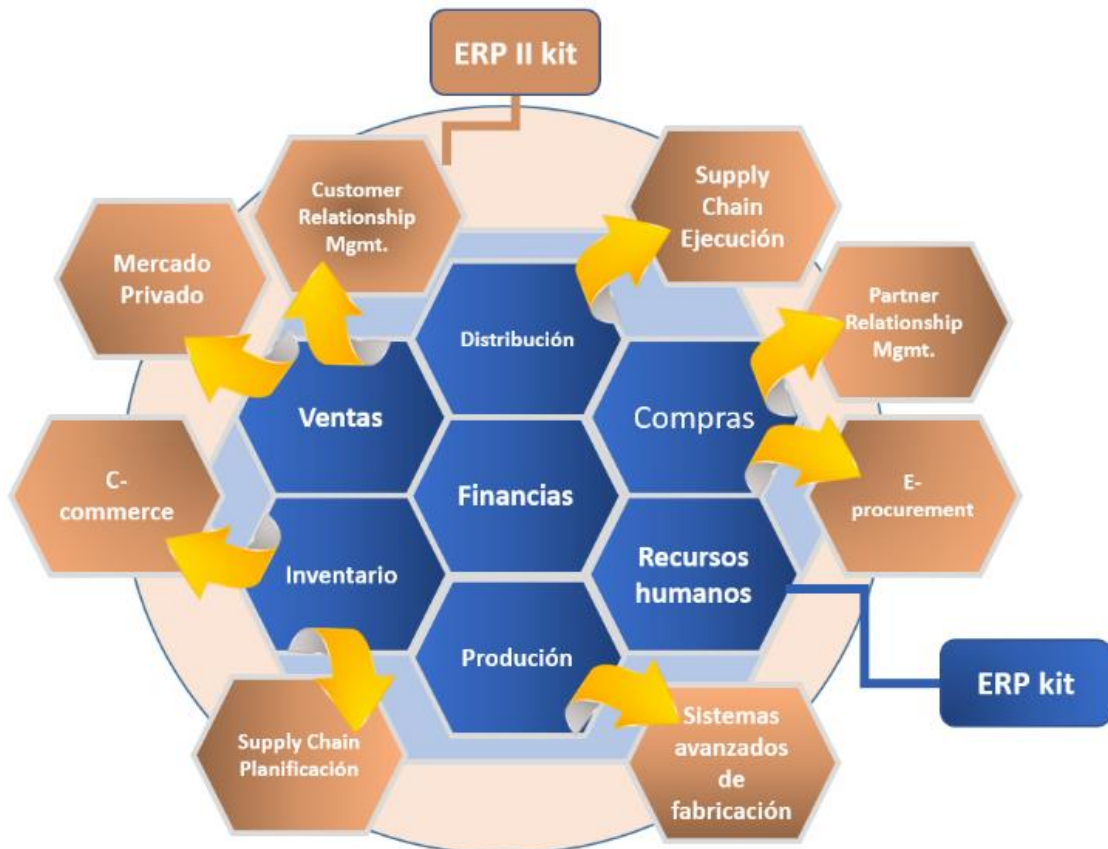 ERP II kit
Customer
Relationship
Mgmt.
Supply
Chain
Ejecución
Mercado
Privado
Partner
Relationship
Mgmt.
Distribución
Ventas
Compras
C-
commerce
Financias
E-
procurement
Inventario
Recursos
humanos
Produción
ERP kit
Supply Chain
Planificación
Sistemas
avanzados
de
fabricación